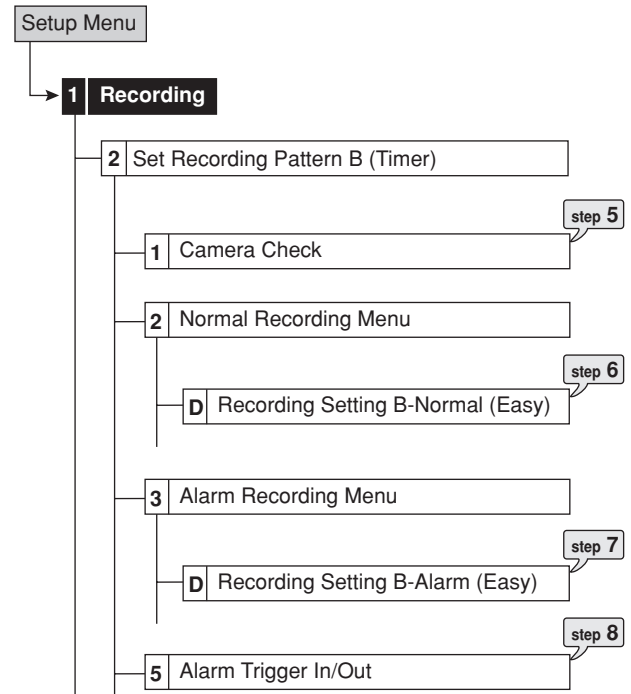 Setup Menu
1 Recording
2 Set Recording Pattern B (Timer)
step 5
1 Camera Check
2 Normal Recording Menu
step 6
D Recording Setting B-Normal (Easy)
3 Alarm Recording Menu
step 7
D Recording Setting B-Alarm (Easy)
step 8
5 Alarm Trigger In/Out